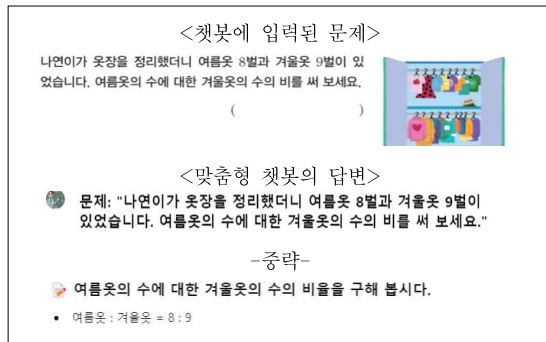 <챗봇에 입력된 문제>
나연이가 옷장을 정리했더니 여름옷 8벌과 겨울옷 9벌이 있
었습니다. 여름옷의 수에 대한 겨울옷의 수의 비를 써 보세요.
( )
<맞춤형 챗봇의 답변>
문제: "나연이가 옷장을 정리했더니 여름옷 8벌과 겨울옷 9벌이
있었습니다. 여름옷의 수에 대한 겨울옷의 수의 비를 써 보세요."
-중략-
여름옷의 수에 대한 겨울옷의 수의 비율을 구해 봅시다.
• 여름옷 : 겨울옷 = 8 : 9